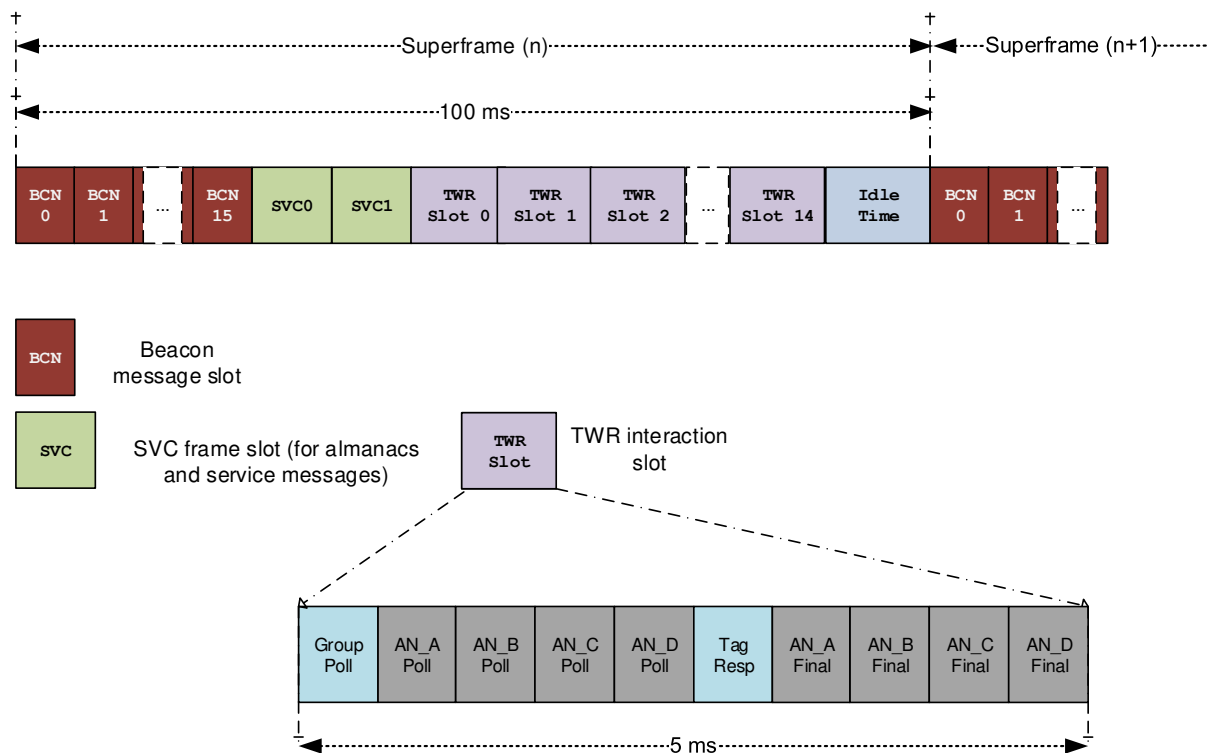 Superframe (n)
Superframe (n+1)
100 ms
BCN
0
BCN
1
...
BCN
15
SVC0
SVC1
TWR
Slot 0
TWR
Slot 1
TWR
Slot 2
...
TWR
Slot 14
Idle
Time
BCN
0
BCN
1
...
BCN
Beacon
message slot
SVC
SVC frame slot (for almanacs
and service messages)
TWR
Slot
TWR interaction
slot
Group
Poll
AN_A
Poll
AN_B
Poll
AN_C
Poll
AN_D
Poll
Tag
Resp
AN_A
Final
AN_B
Final
AN_C
Final
AN_D
Final
5 ms